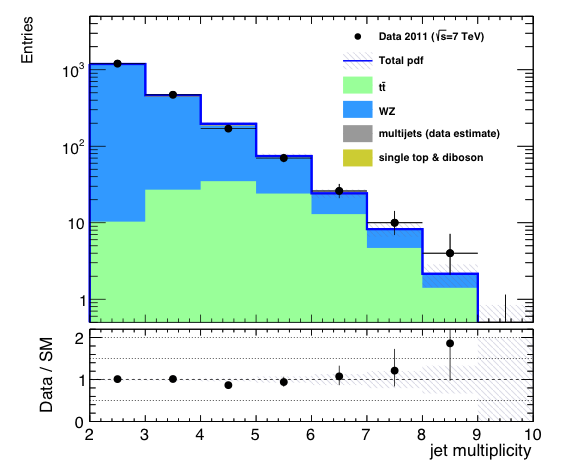 Entries
10³
10²
10
1
Data 2011 (√s=7 TeV)
Total pdf
tt̄
WZ
multijets (data estimate)
single top & diboson
Data / SM
2
1
0
2 3 4 5 6 7 8 9 10
jet multiplicity